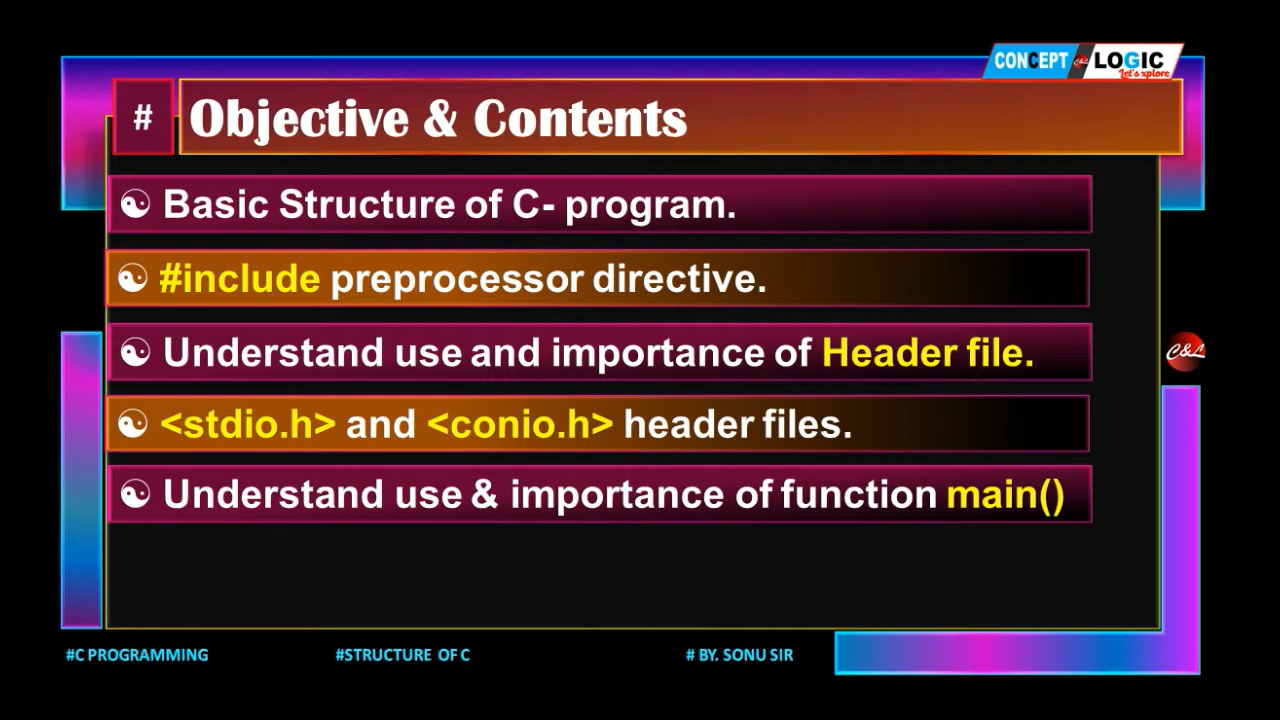 CONCEPT C&L LOGIC
Let's xplore
# Objective & Contents
Basic Structure of C- program.
#include preprocessor directive.
Understand use and importance of Header file.
C&L
<stdio.h> and <conio.h> header files.
Understand use & importance of function main()
#C PROGRAMMING #STRUCTURE OF C # BY. SONU SIR